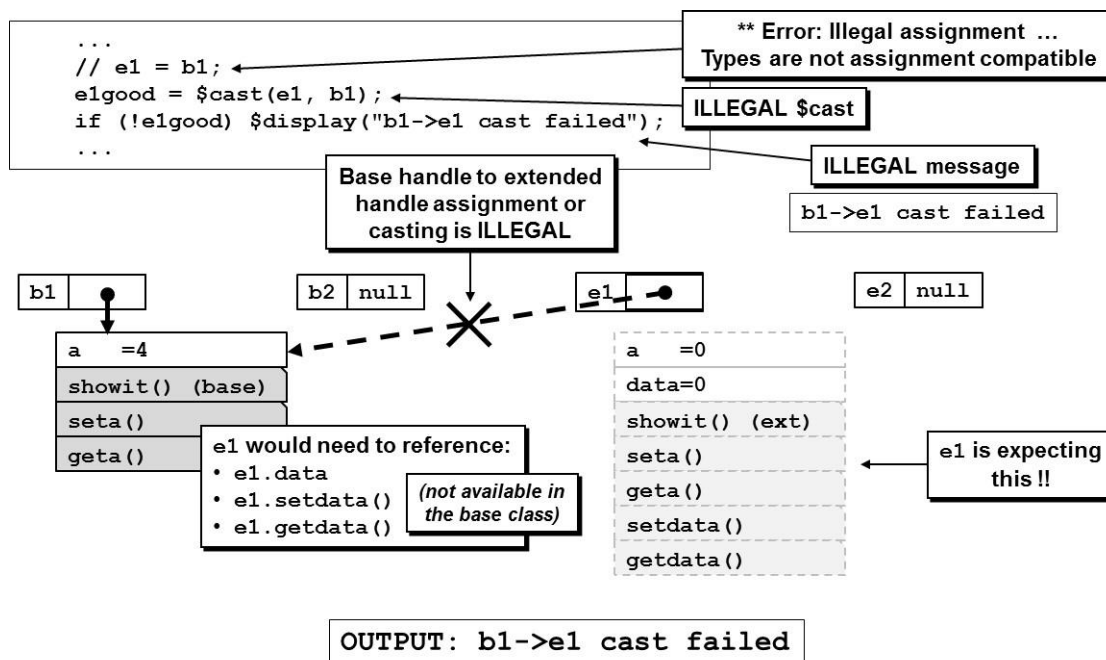 ...
// e1 = b1;
e1good = $cast(e1, b1);
if (!e1good) $display("b1->e1 cast failed");
...
** Error: Illegal assignment …
Types are not assignment compatible
ILLEGAL $cast
ILLEGAL message
b1->e1 cast failed
Base handle to extended
handle assignment or
casting is ILLEGAL
b1
b2 null
e1
e2 null
a =4
showit() (base)
seta()
geta()
e1 would need to reference:
• e1.data
• e1.setdata()
• e1.getdata()
(not available in
the base class)
a =0
data=0
showit() (ext)
seta()
geta()
setdata()
getdata()
e1 is expecting
this !!
OUTPUT: b1->e1 cast failed